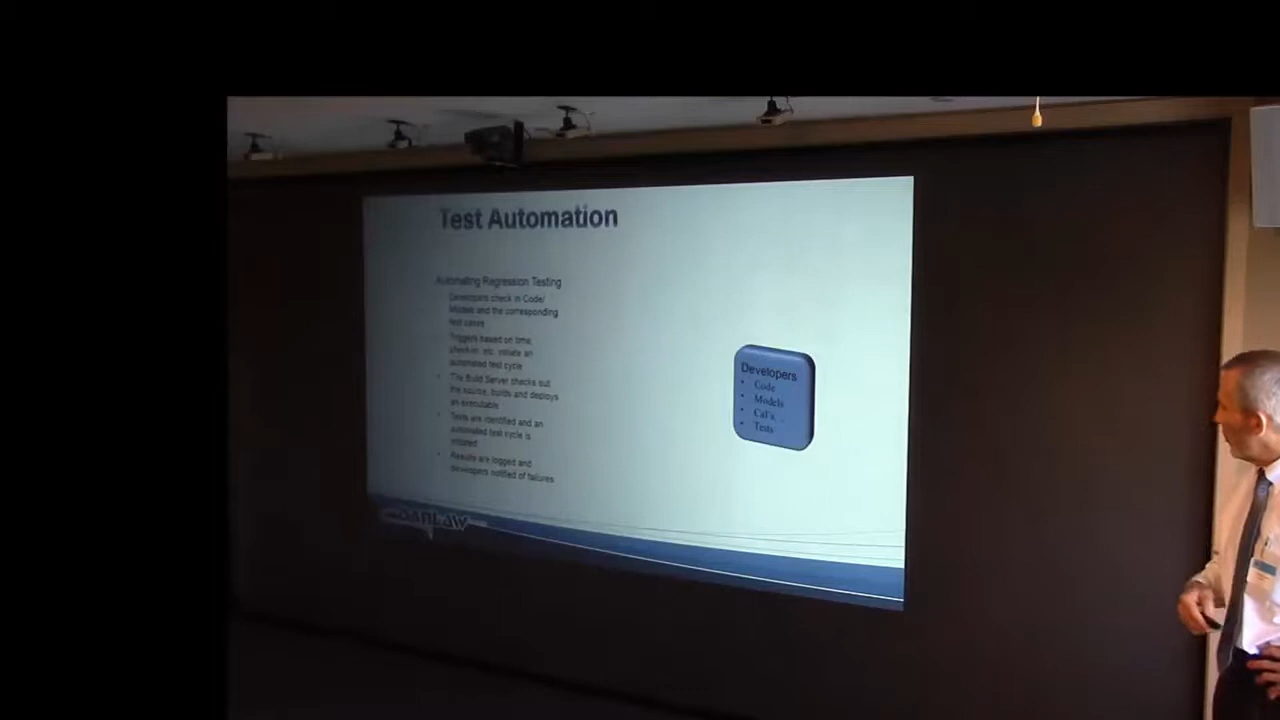 Test Automation
Automating Regression Testing
Developers check in Code/
Models and the corresponding
test cases
Triggers based on time,
check-in, etc. initiate an
automated test cycle
• The Build Server checks out
the source, builds and deploys
an executable
• Tests are identified and an
automated test cycle is
initiated
• Results are logged and
developers notified of failures
Developers
• Code
• Models
• Cal's
• Tests